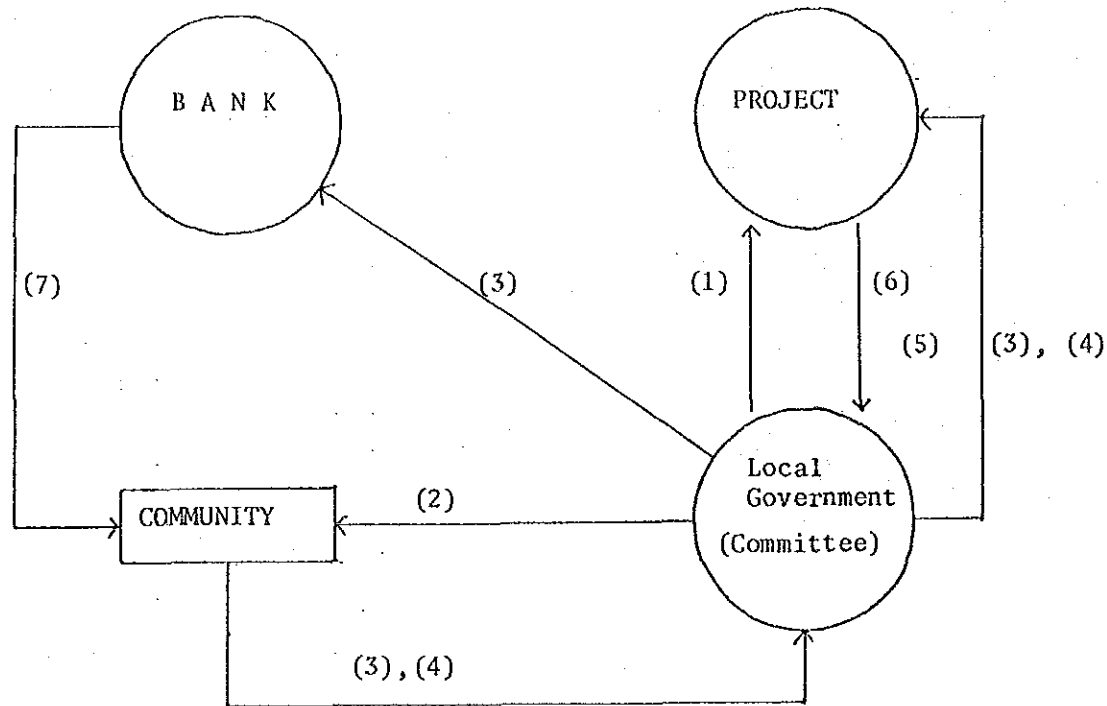 B A N K
PROJECT
(7)
(3)
(1)
(6)
(5)
(3), (4)
Local
Government
(Committee)
COMMUNITY
(2)
(3),(4)